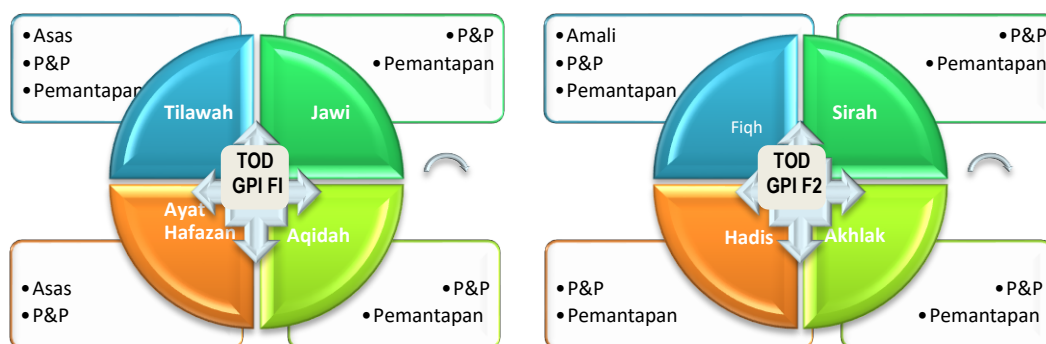 • Asas
• P&P
• Pemantapan
• P&P
• Pemantapan
Tilawah
Jawi
TOD
GPI FI
Ayat
Hafazan
Aqidah
• Asas
• P&P
• P&P
• Pemantapan
• Amali
• P&P
• Pemantapan
• P&P
• Pemantapan
Fiqh
Sirah
TOD
GPI F2
Hadis
Akhlak
• P&P
• Pemantapan
• P&P
• Pemantapan